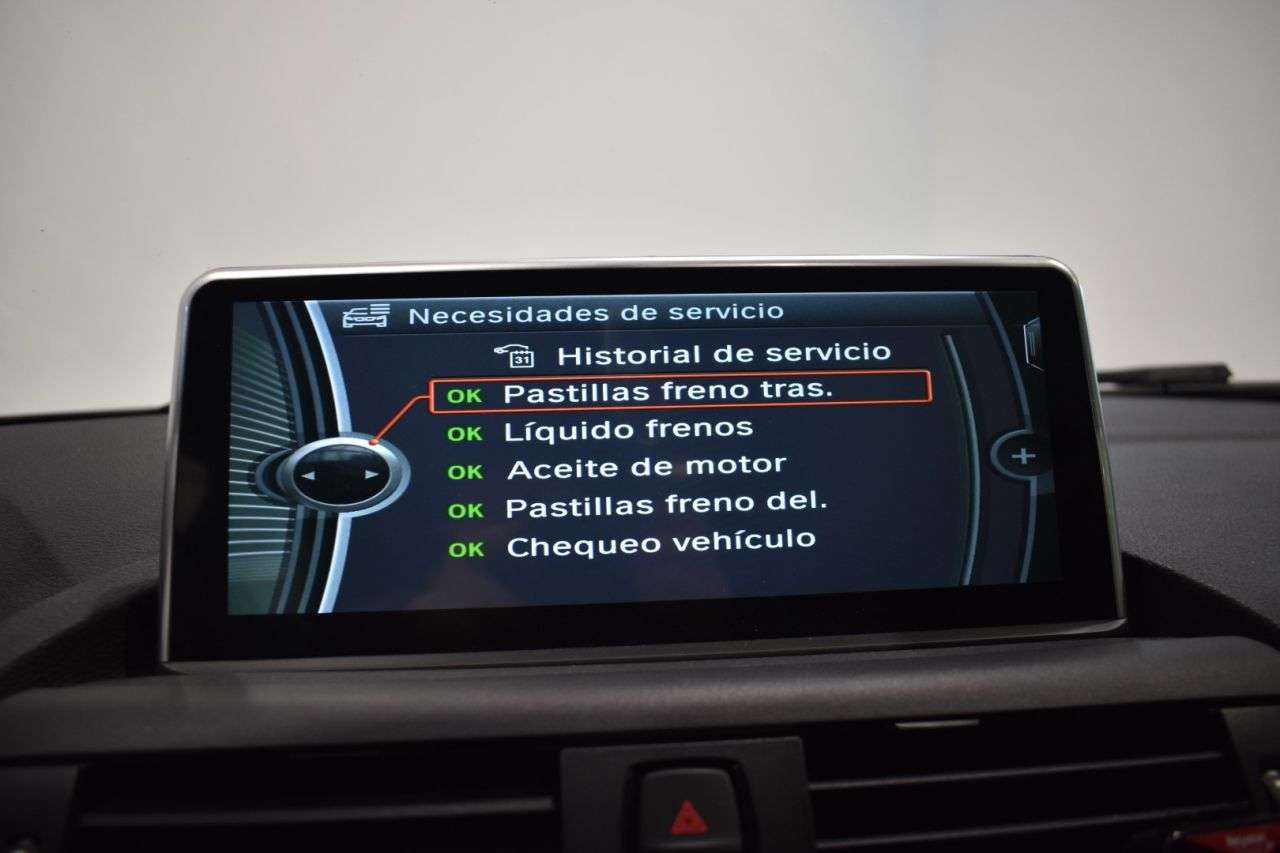 Necesidades de servicio
31 Historial de servicio
OK Pastillas freno tras.
OK Líquido frenos
OK Aceite de motor
OK Pastillas freno del.
OK Chequeo vehículo